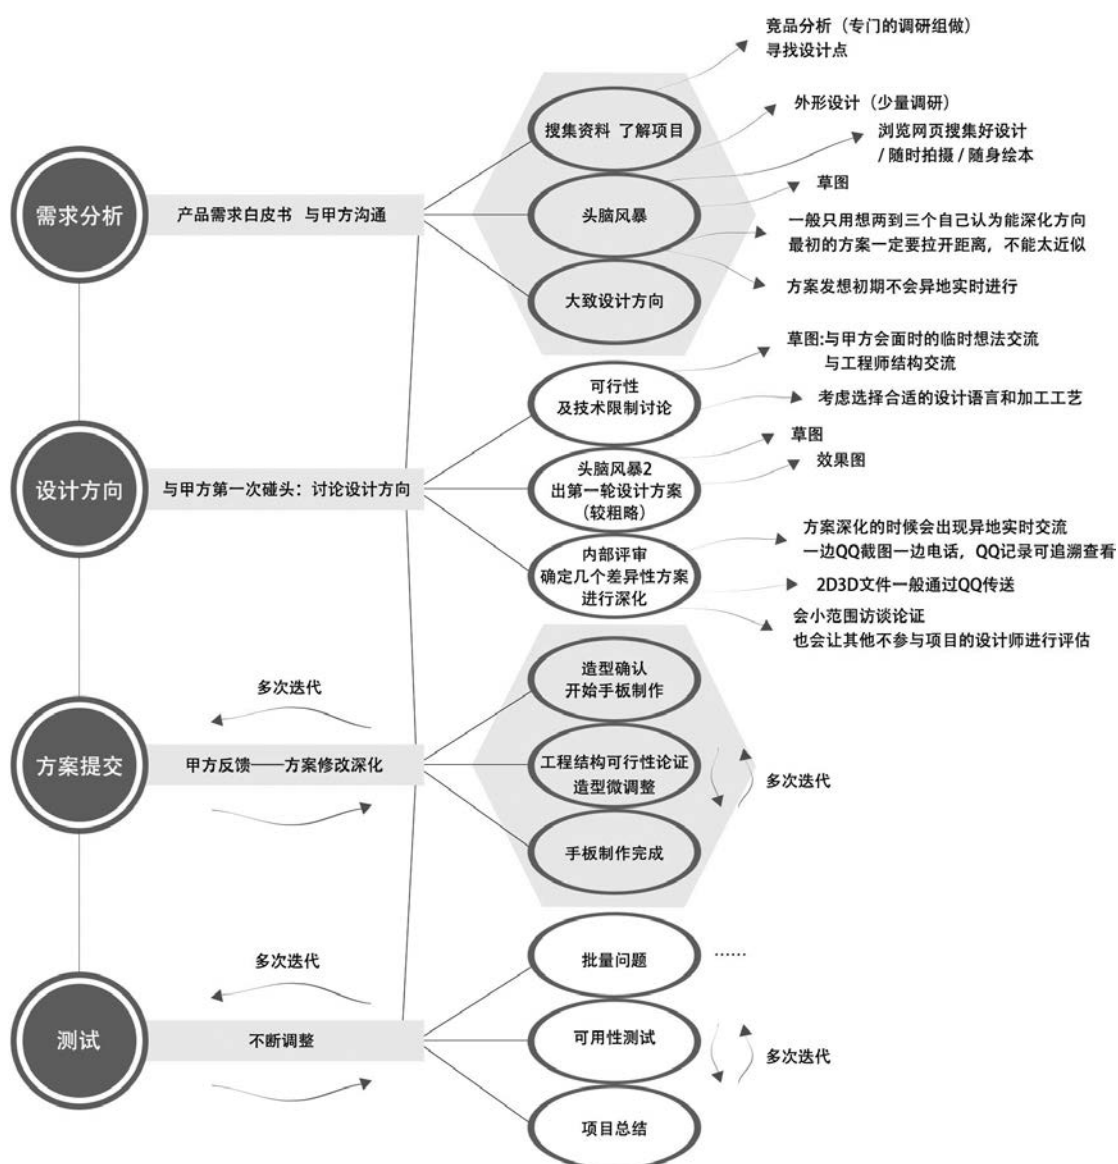 竞品分析（专门的调研组做）
寻找设计点
搜集资料 了解项目
外形设计（少量调研）
浏览网页搜集好设计
/ 随时拍摄 / 随身绘本
需求分析
产品需求白皮书 与甲方沟通
头脑风暴
草图
一般只用想两到三个自己认为能深化方向
最初的方案一定要拉开距离，不能太近似
大致设计方向
方案发想初期不会异地实时进行
草图:与甲方会面时的临时想法交流
与工程师结构交流
可行性
及技术限制讨论
考虑选择合适的设计语言和加工工艺
设计方向
与甲方第一次碰头：讨论设计方向
头脑风暴2
出第一轮设计方案
（较粗略）
草图
效果图
内部评审
确定几个差异性方案
进行深化
方案深化的时候会出现异地实时交流
一边QQ截图一边电话，QQ记录可追溯查看
2D3D文件一般通过QQ传送
会小范围访谈论证
也会让其他不参与项目的设计师进行评估
造型确认
开始手板制作
多次迭代
方案提交
甲方反馈——方案修改深化
工程结构可行性论证
造型微调整
多次迭代
手板制作完成
批量问题
……
多次迭代
测试
不断调整
可用性测试
多次迭代
项目总结